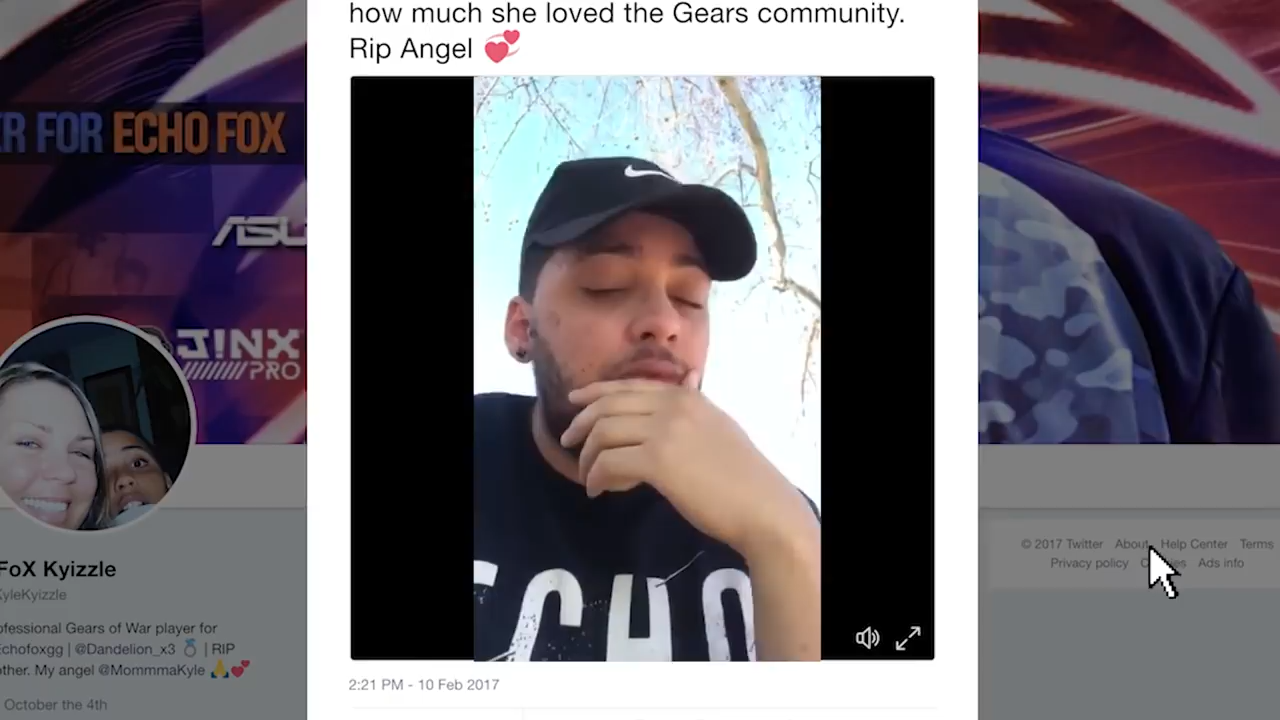 how much she loved the Gears community.
Rip Angel 💕
ER FOR ECHO FOX
ASU
J!NX
PRO
ECHO
FoX Kyizzle
KyleKyizzle
ofessional Gears of War player for
Echofoxgg | @Dandelion_x3 💍 | RIP
other. My angel @MommmaKyle 🙏💕
October the 4th
2:21 PM - 10 Feb 2017
© 2017 Twitter About Help Center Terms
Privacy policy Ads info